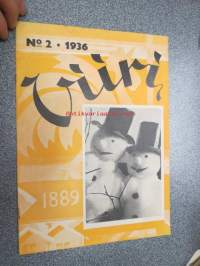 No 2 • 1936
Viiri
1889
antikvariaatti.net